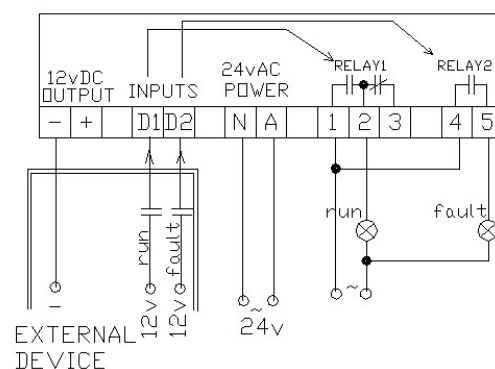 RELAY1 RELAY2
12vDC 24vAC
OUTPUT INPUTS POWER
- + D1 D2 N A 1 2 3 4 5
run fault
run fault
- 12v 12v ~ ~
24v
EXTERNAL
DEVICE